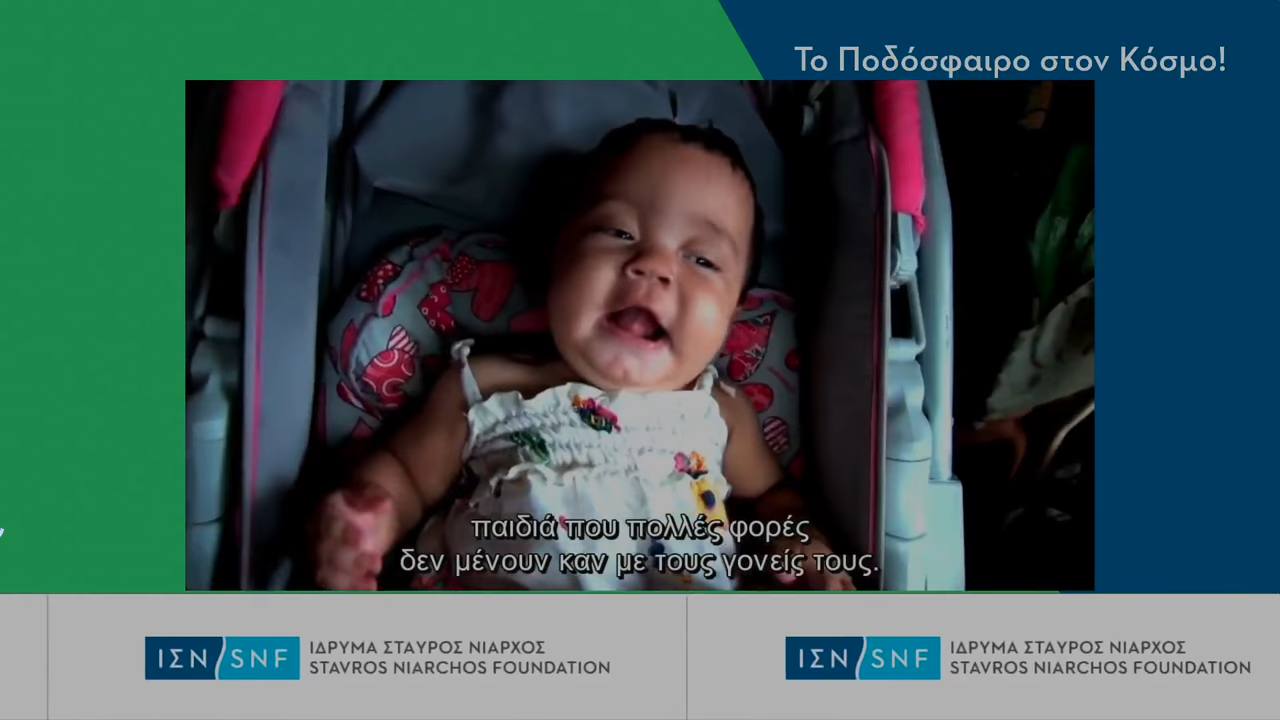 Το Ποδόσφαιρο στον Κόσμο!
παιδιά που πολλές φορές
δεν μένουν καν με τους γονείς τους.
ΙΣΝ/SNF ΙΔΡΥΜΑ ΣΤΑΥΡΟΣ ΝΙΑΡΧΟΣ
STAVROS NIARCHOS FOUNDATION
ΙΣΝ/SNF ΙΔΡΥΜΑ ΣΤΑΥΡΟΣ ΝΙΑΡΧΟΣ
STAVROS NIARCHOS FOUNDATION